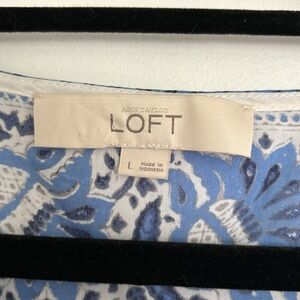 ANN TAYLOR
LOFT
L
MADE IN
INDONESIA